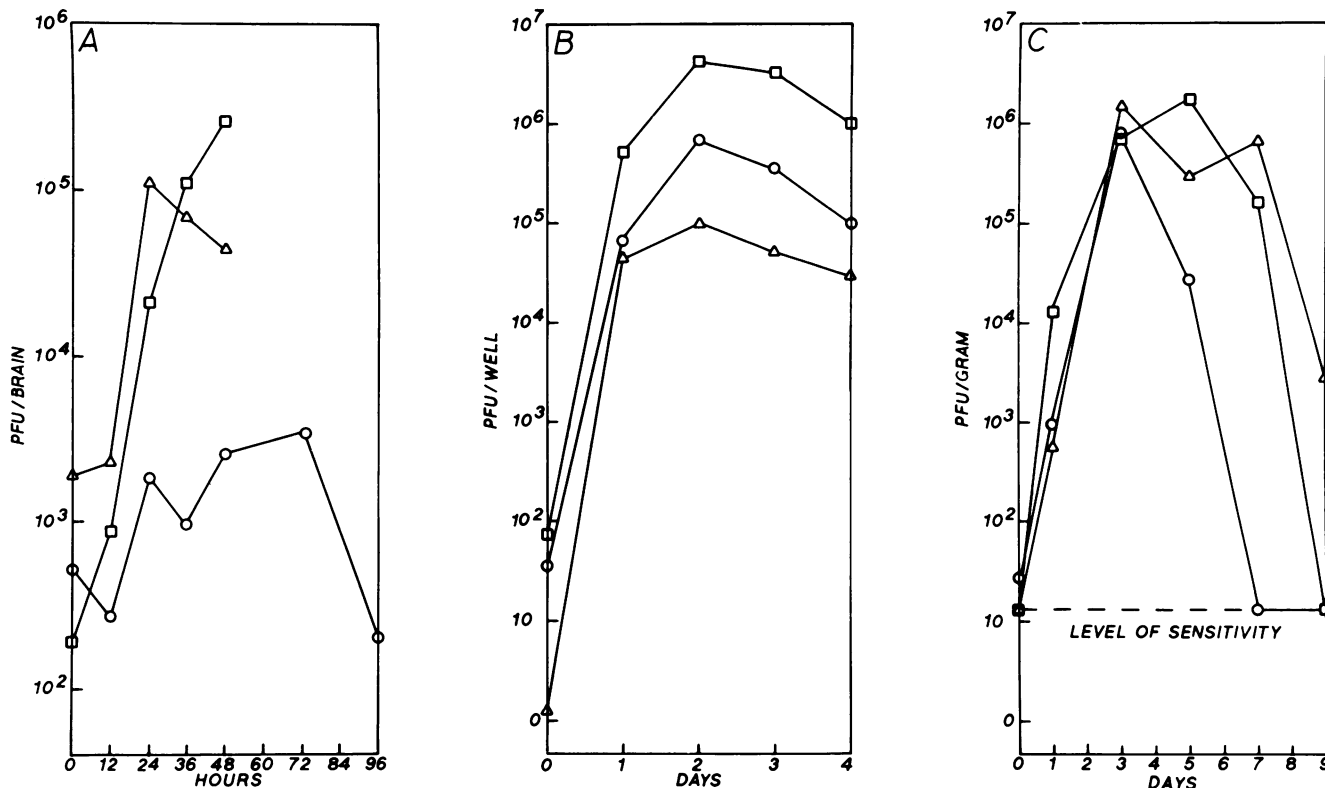 A
PFU/BRAIN
10⁶
10⁵
10⁴
10³
10²
0 12 24 36 48 60 72 84 96
HOURS
B
PFU/WELL
10⁷
10⁶
10⁵
10⁴
10³
10²
10
0
0 1 2 3 4
DAYS
C
PFU/GRAM
10⁷
10⁶
10⁵
10⁴
10³
10²
10
0
LEVEL OF SENSITIVITY
0 1 2 3 4 5 6 7 8 9
DAYS